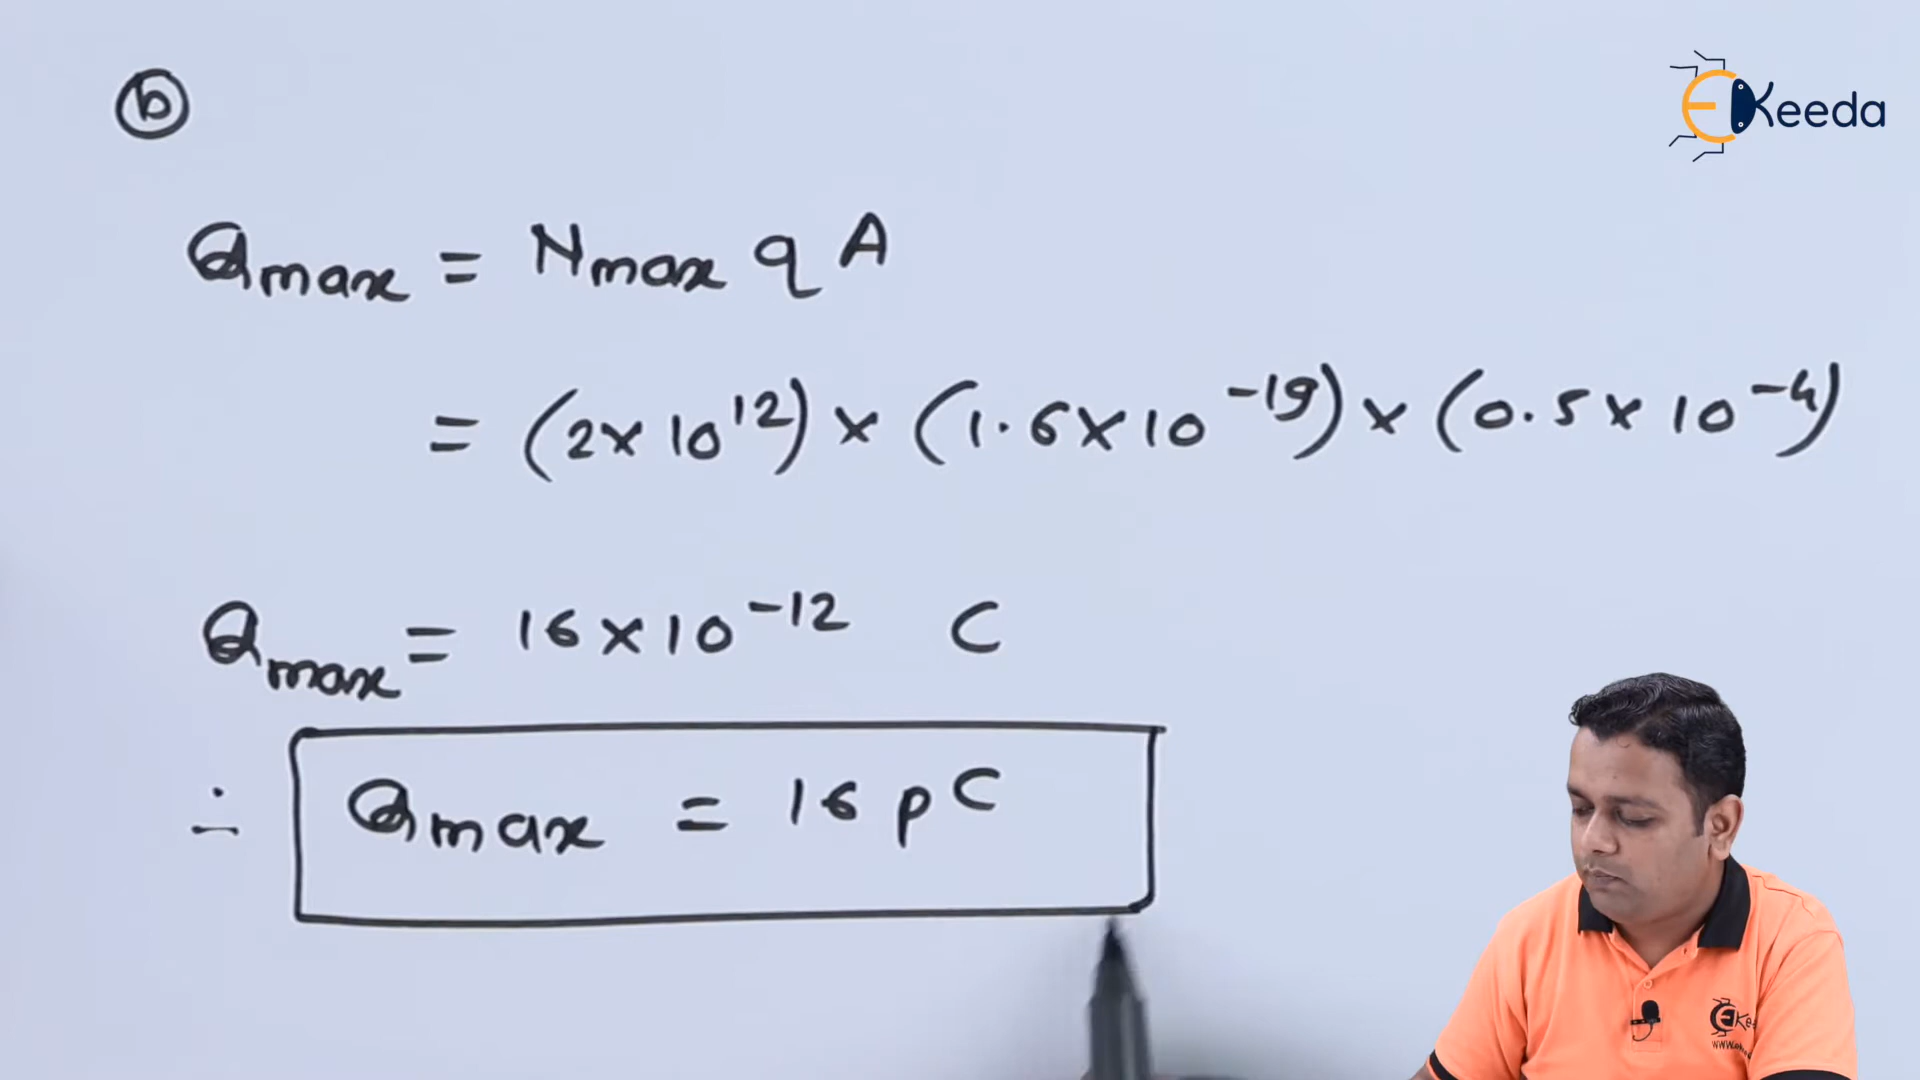 b
EKeeda
Qmax = Nmax q A
= (2 × 10¹²) × (1.6 × 10⁻¹⁹) × (0.5 × 10⁻⁴)
Qmax = 16 × 10⁻¹² C
∴ Qmax = 16 pC
EKe